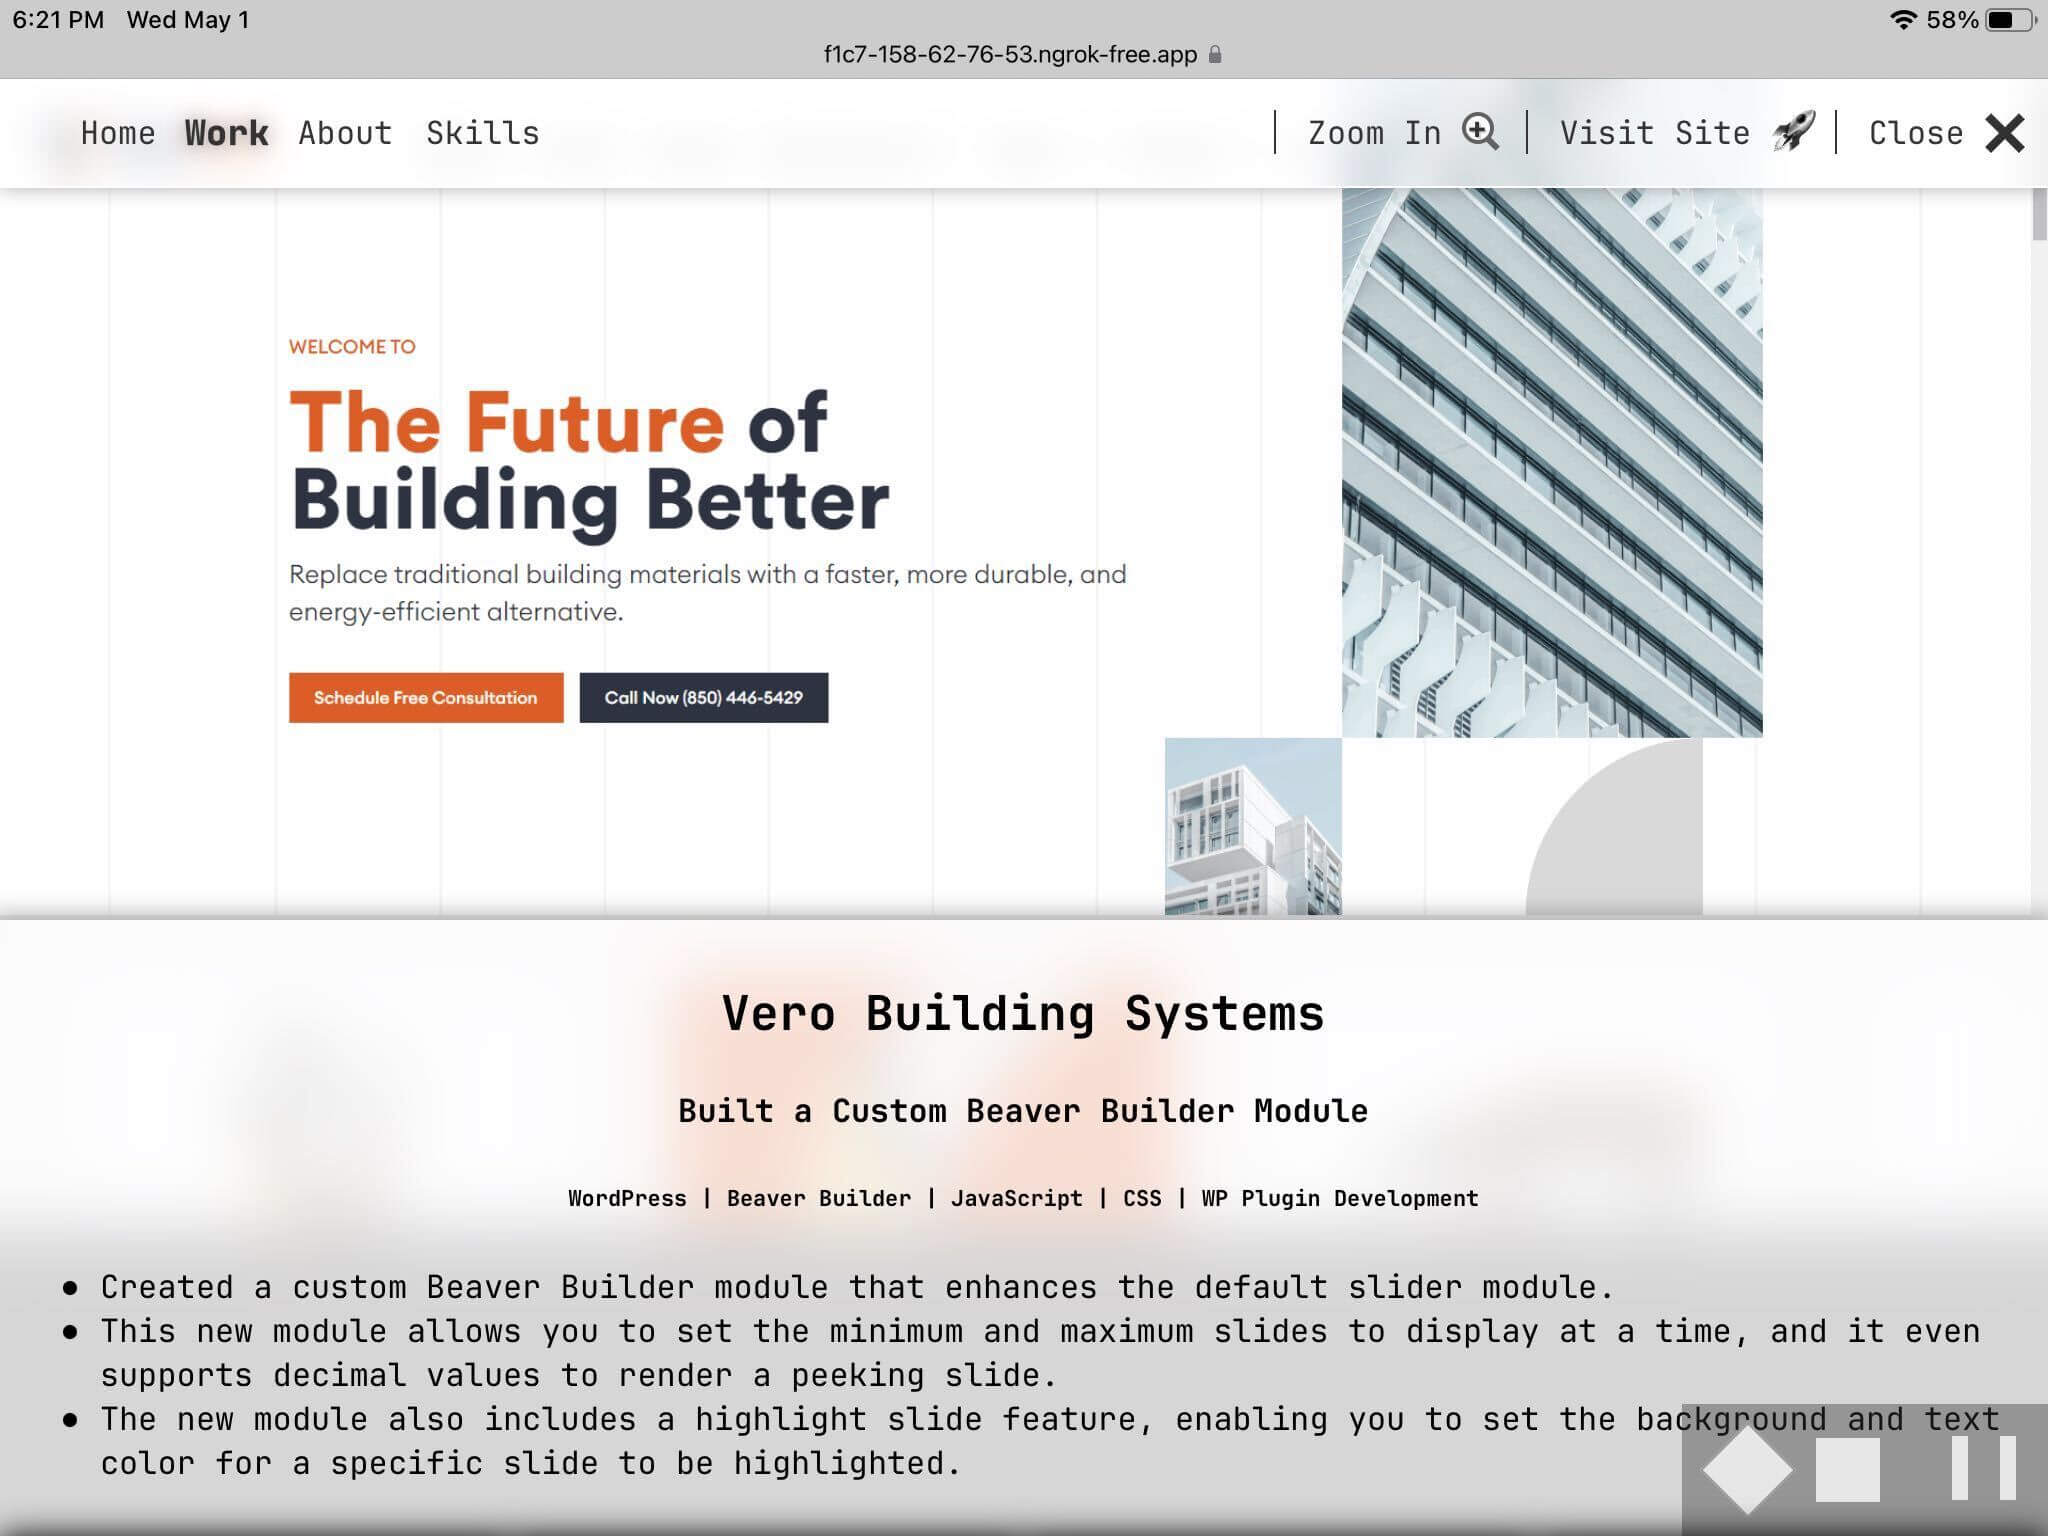 6:21 PM Wed May 1
58%
f1c7-158-62-76-53.ngrok-free.app
Home Work About Skills
Zoom In Visit Site Close
WELCOME TO
The Future of
Building Better
Replace traditional building materials with a faster, more durable, and
energy-efficient alternative.
Schedule Free Consultation Call Now (850) 446-5429
Vero Building Systems
Built a Custom Beaver Builder Module
WordPress | Beaver Builder | JavaScript | CSS | WP Plugin Development
• Created a custom Beaver Builder module that enhances the default slider module.
• This new module allows you to set the minimum and maximum slides to display at a time, and it even
supports decimal values to render a peeking slide.
• The new module also includes a highlight slide feature, enabling you to set the background and text
color for a specific slide to be highlighted.